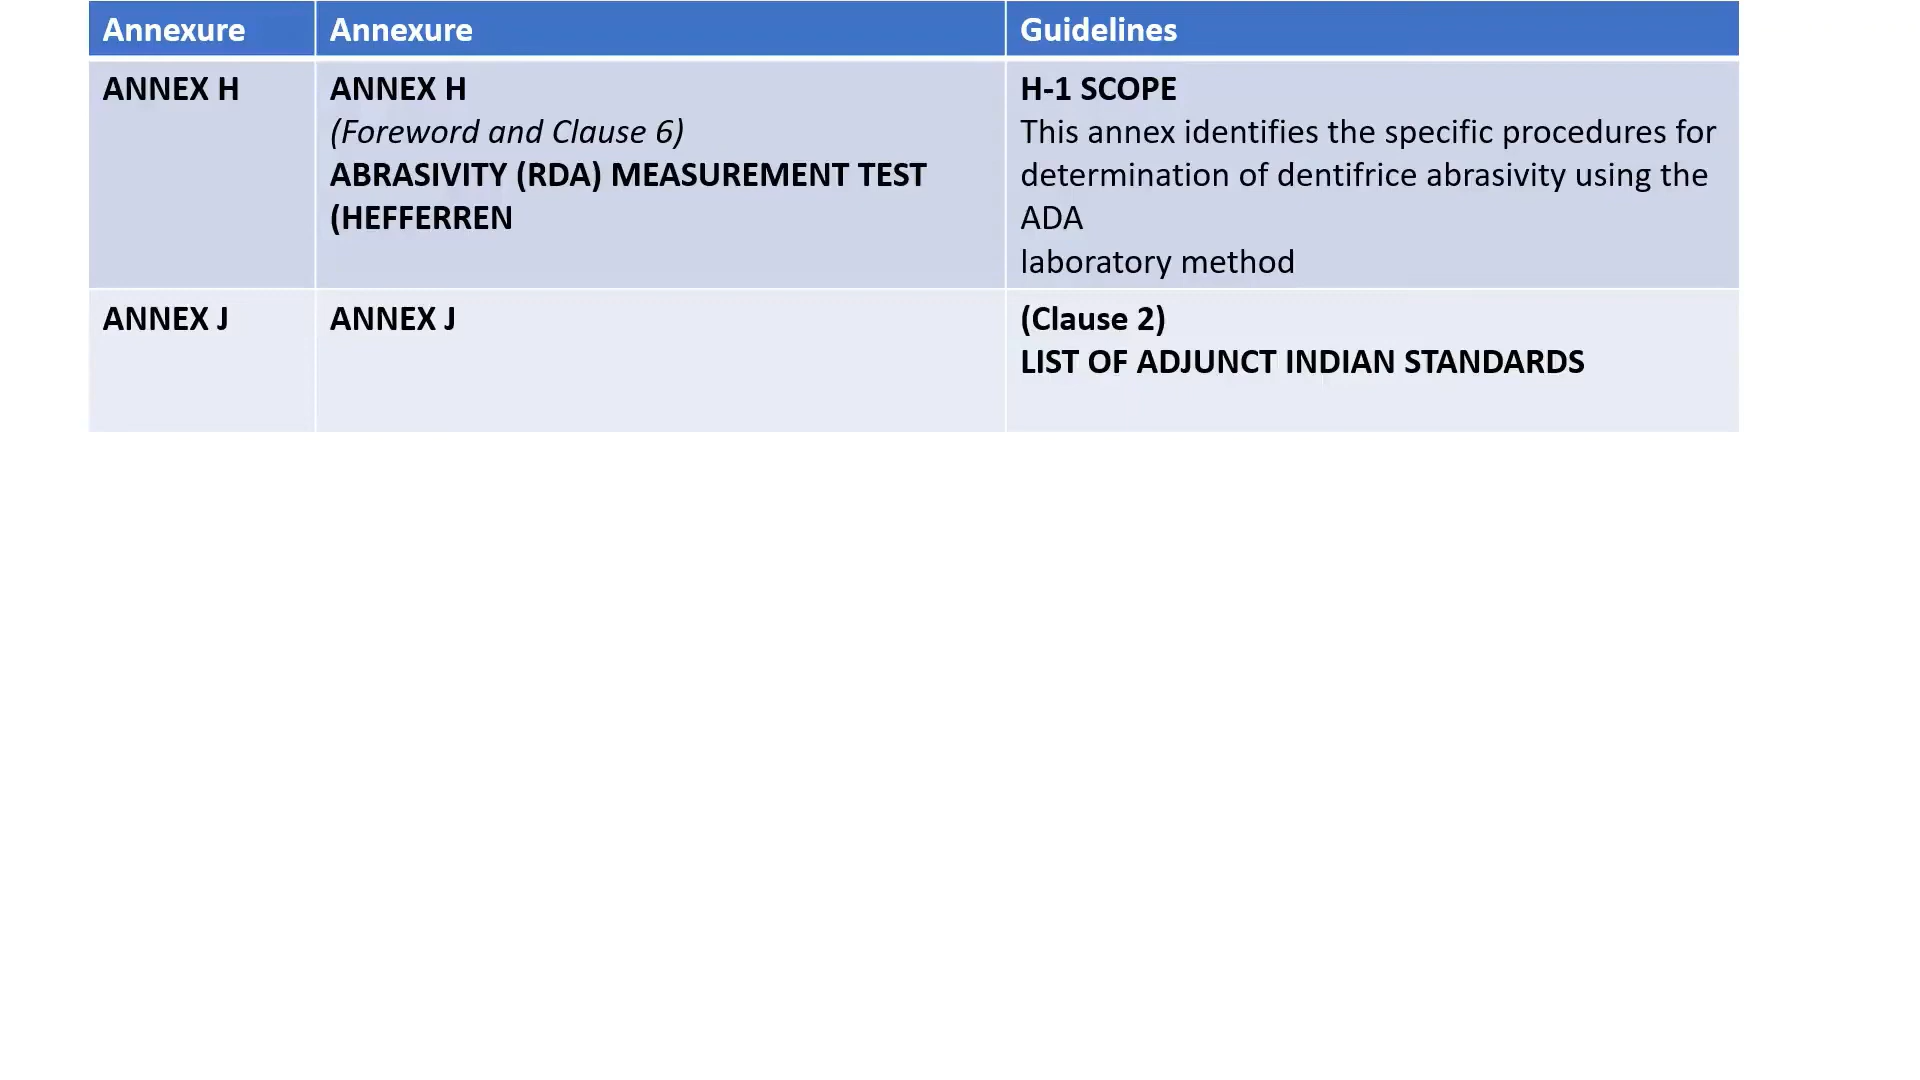 Annexure Annexure Guidelines
ANNEX H
ANNEX H
(Foreword and Clause 6)
ABRASIVITY (RDA) MEASUREMENT TEST
(HEFFERREN
H-1 SCOPE
This annex identifies the specific procedures for
determination of dentifrice abrasivity using the
ADA
laboratory method
ANNEX J
ANNEX J
(Clause 2)
LIST OF ADJUNCT INDIAN STANDARDS